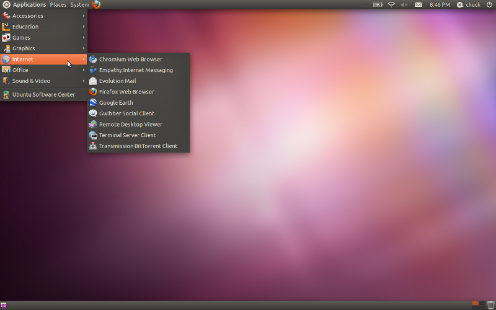 Applications Places System
8:46 PM
chuck
Accessories
Education
Games
Graphics
Internet
Office
Sound & Video
Ubuntu Software Center
Chromium Web Browser
Empathy Internet Messaging
Evolution Mail
Firefox Web Browser
Google Earth
Gwibber Social Client
Remote Desktop Viewer
Terminal Server Client
Transmission BitTorrent Client